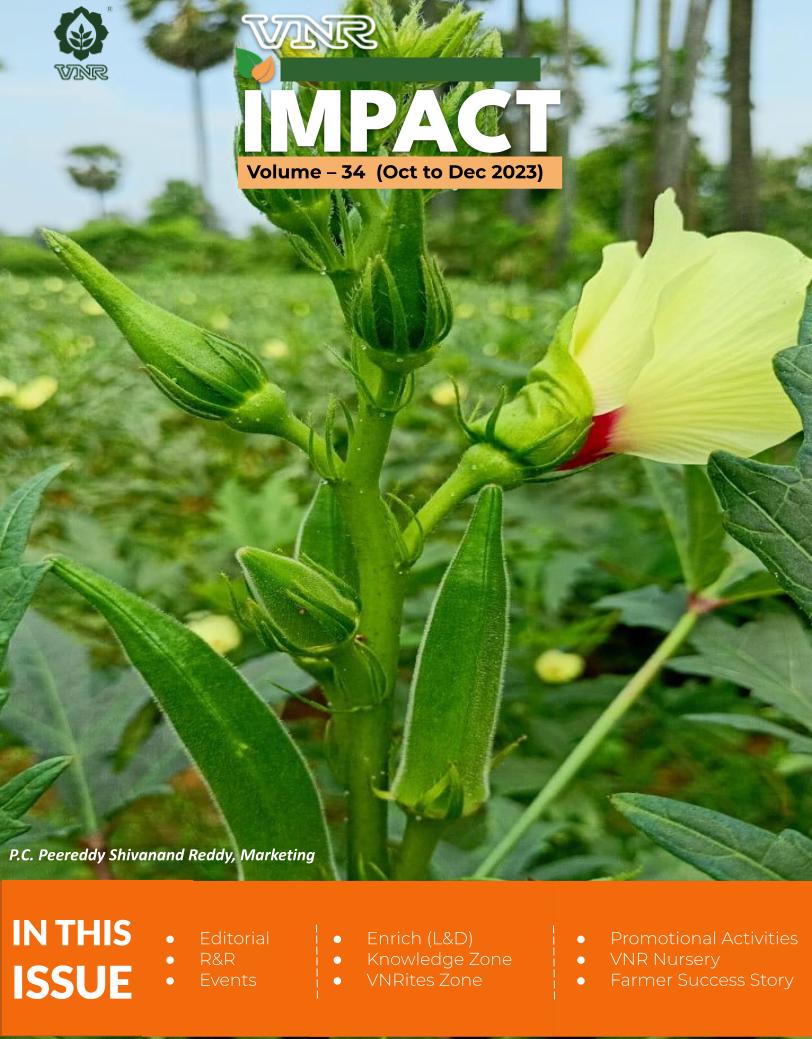 VNR
VNR
IMPACT
Volume – 34 (Oct to Dec 2023)
P.C. Peereddy Shivanand Reddy, Marketing
IN THIS
ISSUE
• Editorial
• R&R
• Events
• Enrich (L&D)
• Knowledge Zone
• VNRites Zone
• Promotional Activities
• VNR Nursery
• Farmer Success Story